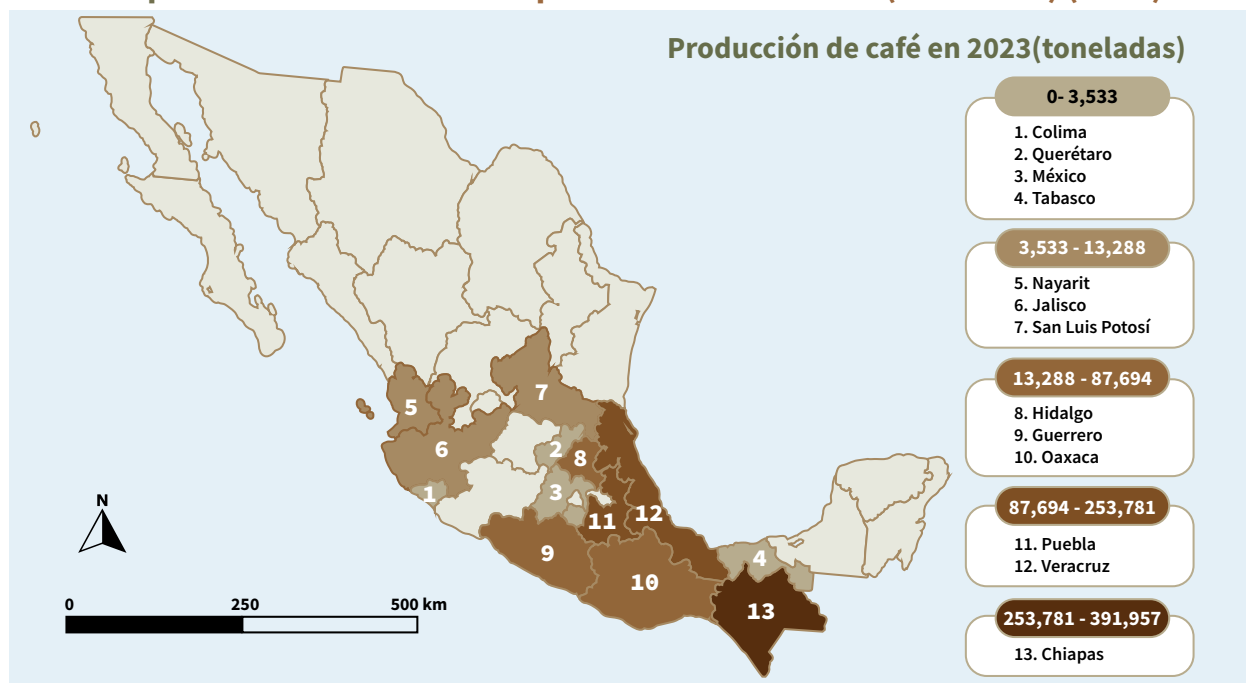 Producción de café en 2023(toneladas)
0- 3,533
1. Colima
2. Querétaro
3. México
4. Tabasco
3,533 - 13,288
5. Nayarit
6. Jalisco
7. San Luis Potosí
13,288 - 87,694
8. Hidalgo
9. Guerrero
10. Oaxaca
87,694 - 253,781
11. Puebla
12. Veracruz
253,781 - 391,957
13. Chiapas
7
5
6
2
8
1
3
11
12
9
4
10
13
N
0 250 500 km